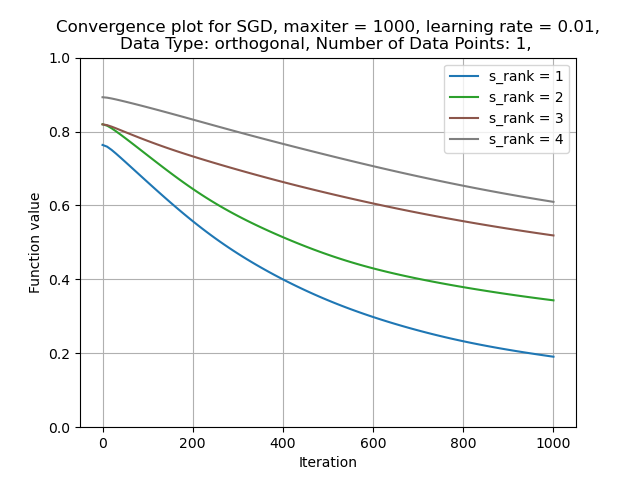 Convergence plot for SGD, maxiter = 1000, learning rate = 0.01,
Data Type: orthogonal, Number of Data Points: 1,
1.0
0.8
0.6
0.4
0.2
0.0
Function value
s_rank = 1
s_rank = 2
s_rank = 3
s_rank = 4
0 200 400 600 800 1000
Iteration